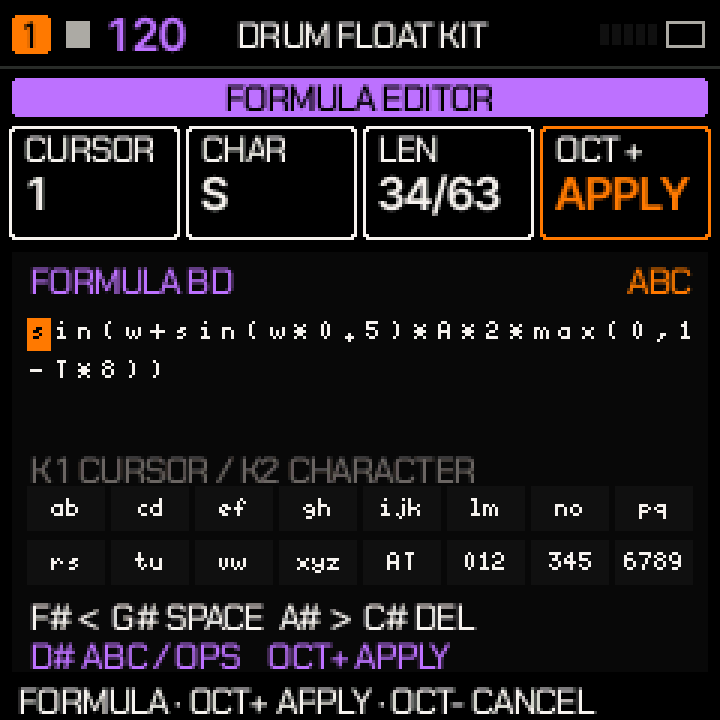 1 120 DRUM FLOAT KIT
FORMULA EDITOR
CURSOR CHAR LEN OCT +
1 S 34/63 APPLY
FORMULA BD ABC
sin(w+sin(w*0.5)*A*2*max(0,1
-T*8))
K1 CURSOR / K2 CHARACTER
ab cd ef gh ijk lm no pq
rs tu vw xyz AT 012 345 6789
F# < G# SPACE A# > C# DEL
D# ABC / OPS OCT+ APPLY
FORMULA · OCT+ APPLY · OCT- CANCEL